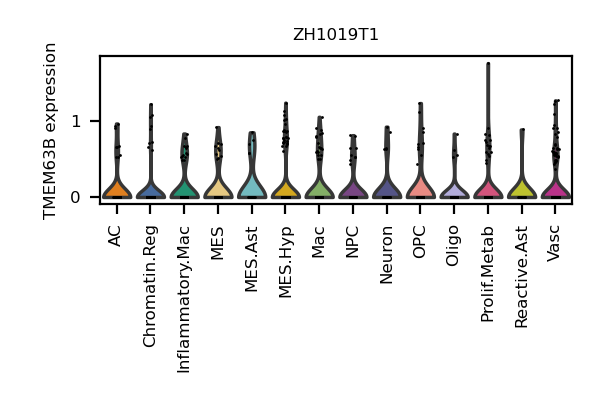 ZH1019T1
TMEM63B expression
1
0
AC
Chromatin.Reg
Inflammatory.Mac
MES
MES.Ast
MES.Hyp
Mac
NPC
Neuron
OPC
Oligo
Prolif.Metab
Reactive.Ast
Vasc